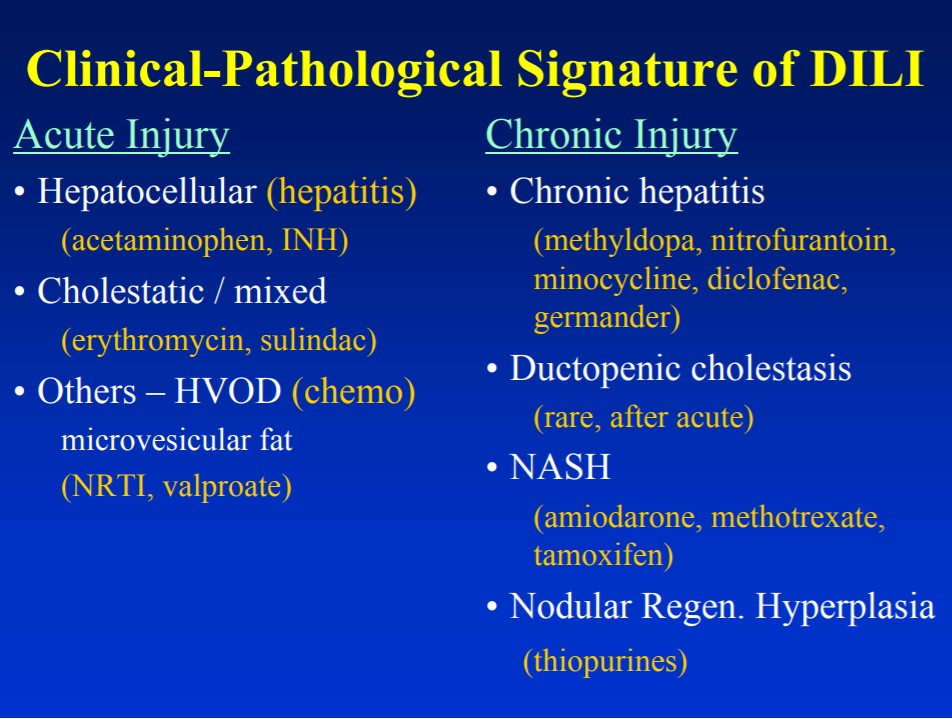 Clinical-Pathological Signature of DILI
Acute Injury
• Hepatocellular (hepatitis)
(acetaminophen, INH)
• Cholestatic / mixed
(erythromycin, sulindac)
• Others – HVOD (chemo)
microvesicular fat
(NRTI, valproate)
Chronic Injury
• Chronic hepatitis
(methyldopa, nitrofurantoin,
minocycline, diclofenac,
germander)
• Ductopenic cholestasis
(rare, after acute)
• NASH
(amiodarone, methotrexate,
tamoxifen)
• Nodular Regen. Hyperplasia
(thiopurines)